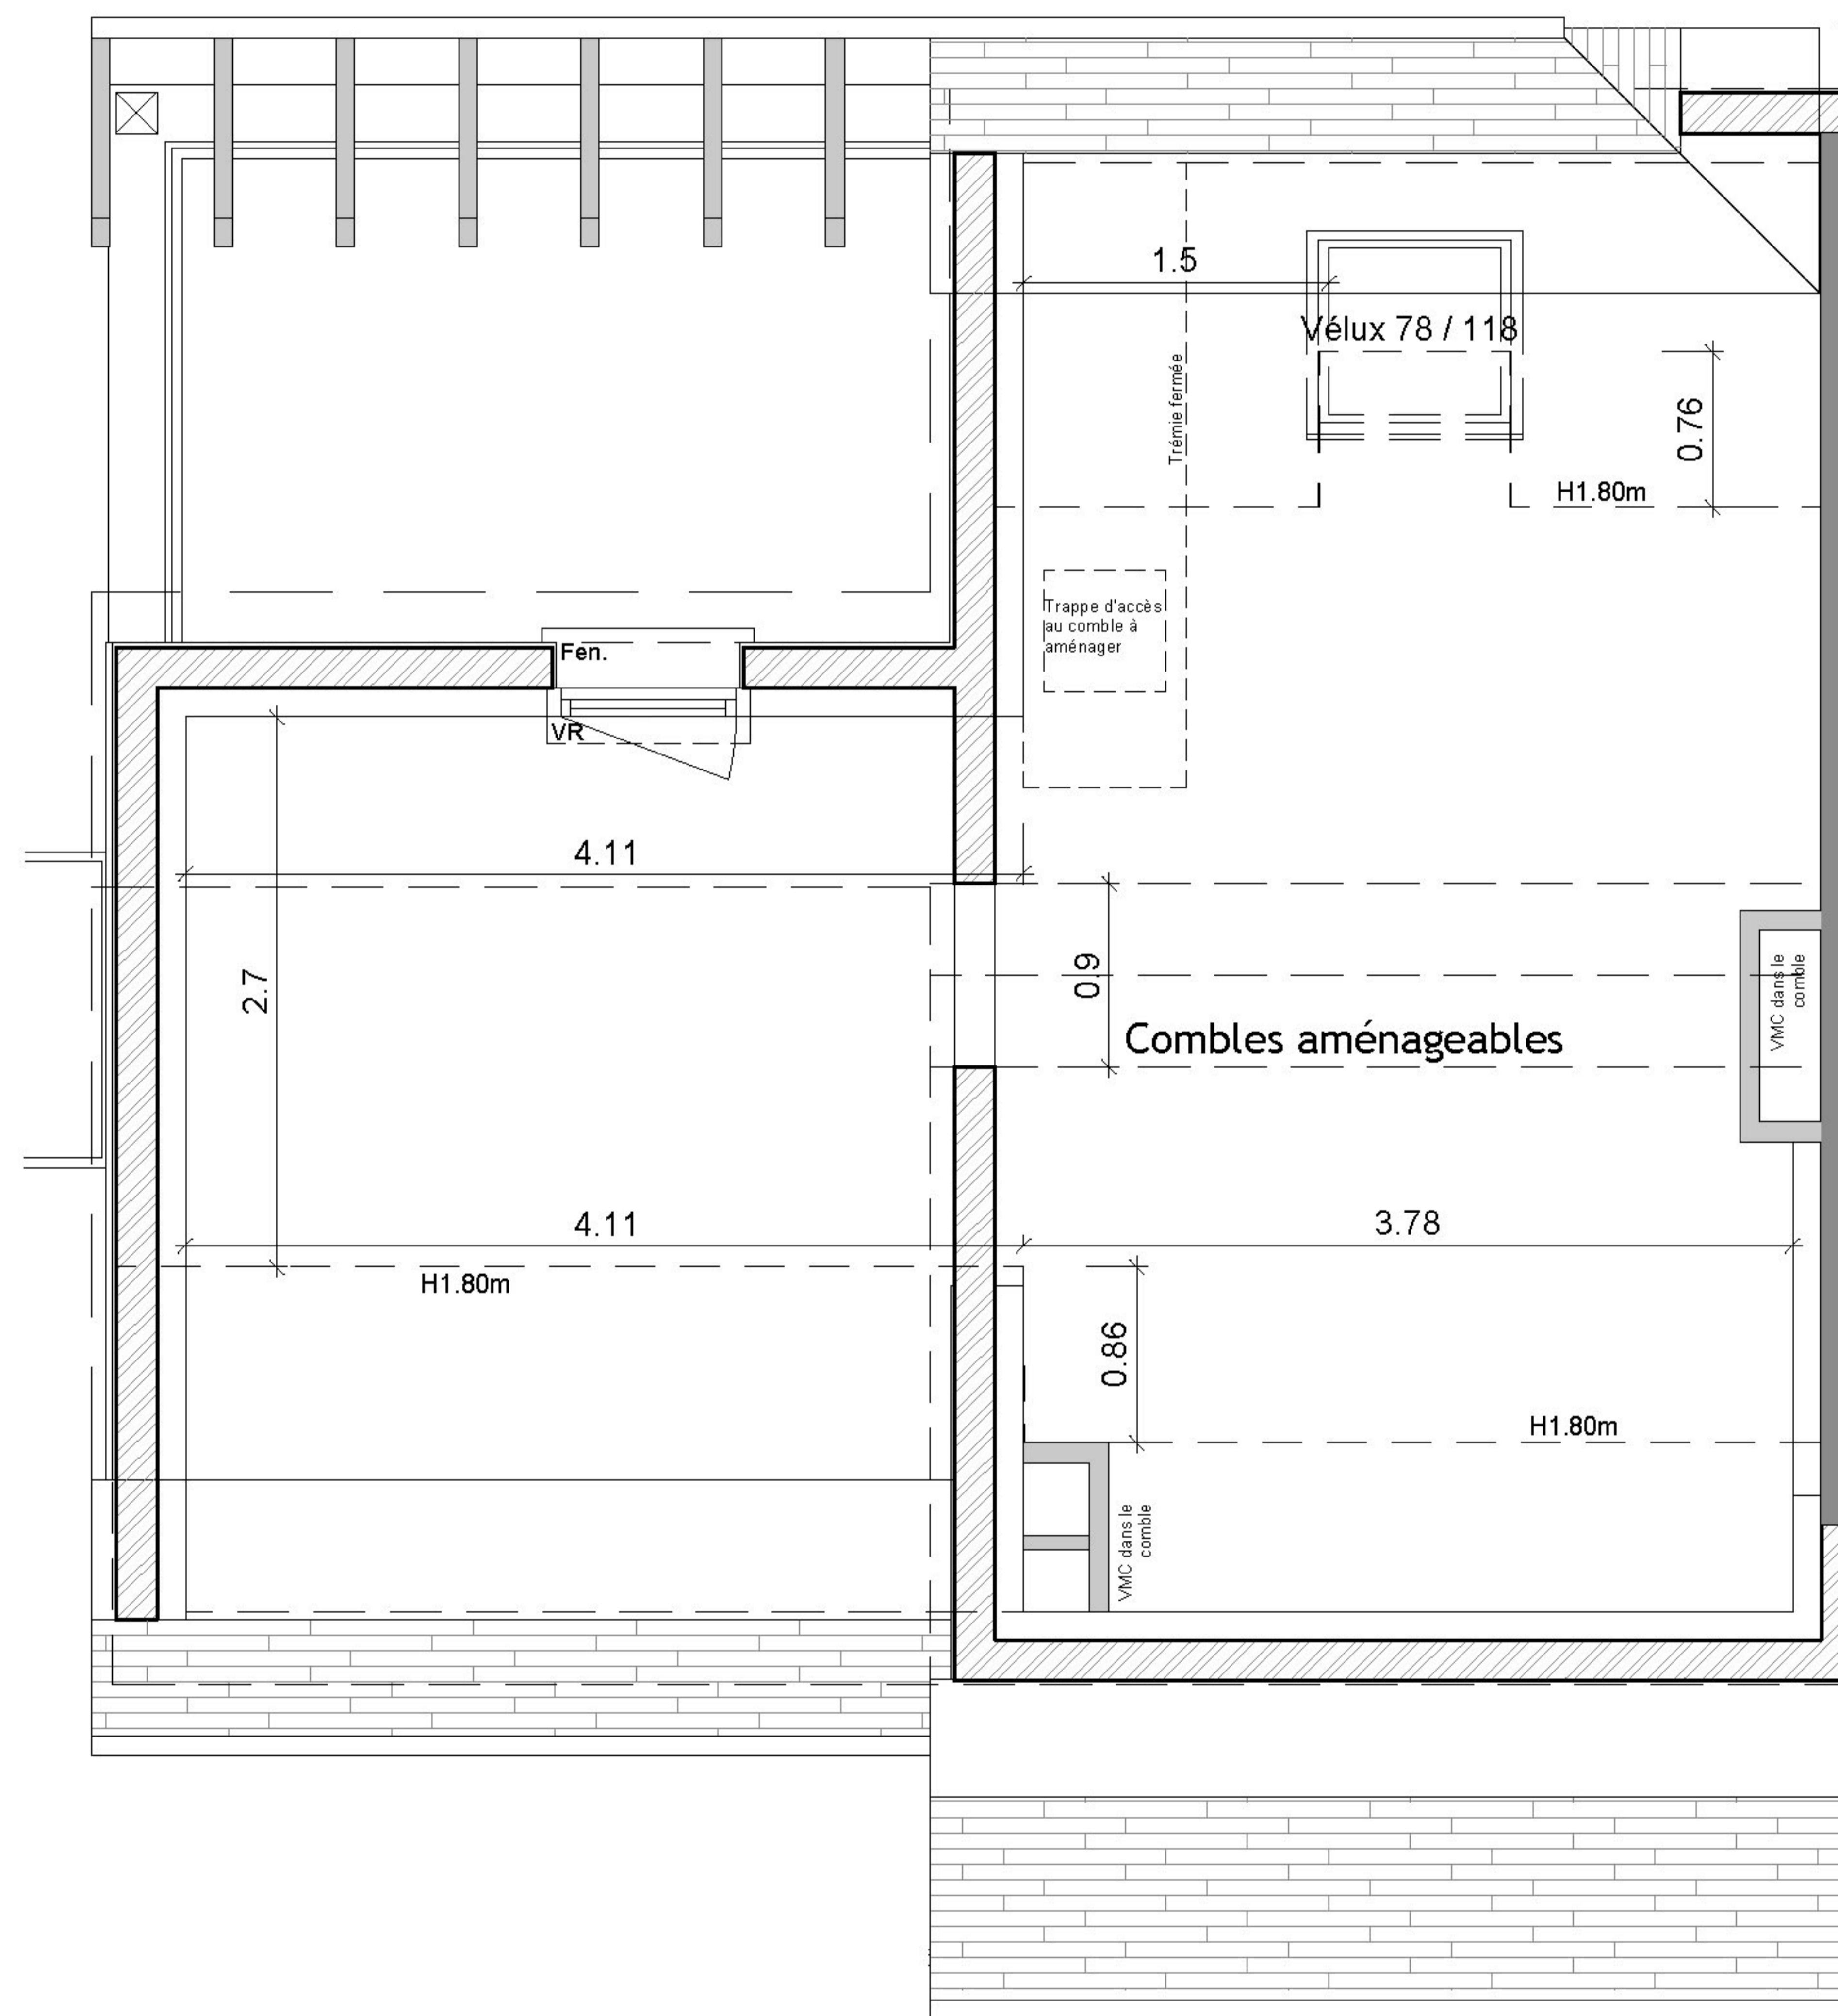 1.5
Vélux 78 / 118
Trémie fermée
0.76
H1.80m
Trappe d'accès
au comble à
aménager
Fen.
VR
4.11
2.7
0.9
VMC dans le
comble
Combles aménageables
4.11
3.78
H1.80m
0.86
H1.80m
VMC dans le
comble